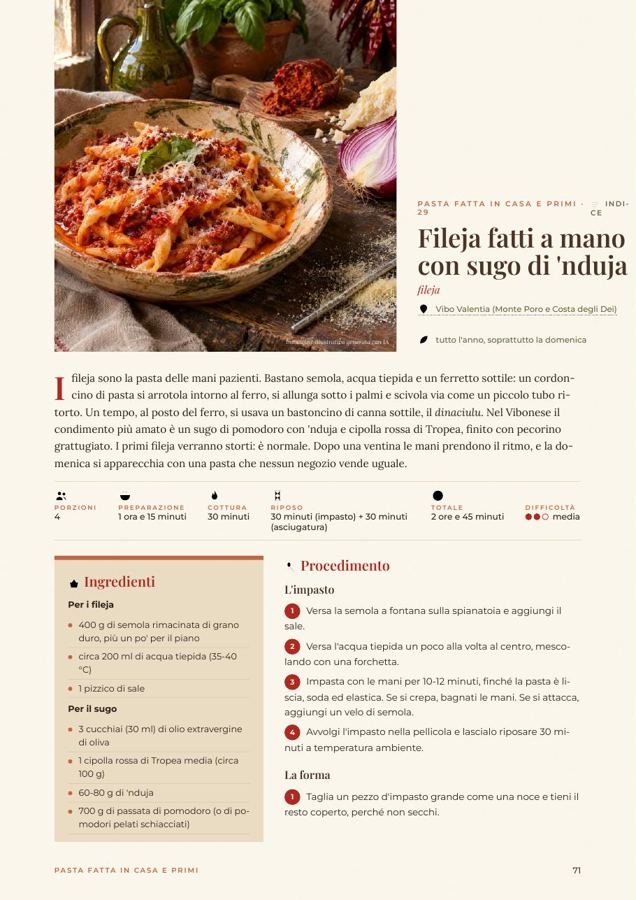 Immagine illustrativa generata con IA
PASTA FATTA IN CASA E PRIMI · INDI-
29 CE
Fileja fatti a mano
con sugo di 'nduja
fileja
Vibo Valentia (Monte Poro e Costa degli Dei)
tutto l'anno, soprattutto la domenica
I fileja sono la pasta delle mani pazienti. Bastano semola, acqua tiepida e un ferretto sottile: un cordon-
cino di pasta si arrotola intorno al ferro, si allunga sotto i palmi e scivola via come un piccolo tubo ri-
torto. Un tempo, al posto del ferro, si usava un bastoncino di canna sottile, il dinaciulu. Nel Vibonese il
condimento più amato è un sugo di pomodoro con 'nduja e cipolla rossa di Tropea, finito con pecorino
grattugiato. I primi fileja verranno storti: è normale. Dopo una ventina le mani prendono il ritmo, e la do-
menica si apparecchia con una pasta che nessun negozio vende uguale.
PORZIONI
4
PREPARAZIONE
1 ora e 15 minuti
COTTURA
30 minuti
RIPOSO
30 minuti (impasto) + 30 minuti
(asciugatura)
TOTALE
2 ore e 45 minuti
DIFFICOLTÀ
media
Ingredienti
Per i fileja
400 g di semola rimacinata di grano
duro, più un po' per il piano
circa 200 ml di acqua tiepida (35-40
°C)
1 pizzico di sale
Per il sugo
3 cucchiai (30 ml) di olio extravergine
di oliva
1 cipolla rossa di Tropea media (circa
100 g)
60-80 g di 'nduja
700 g di passata di pomodoro (o di po-
modori pelati schiacciati)
Procedimento
L'impasto
1 Versa la semola a fontana sulla spianatoia e aggiungi il
sale.
2 Versa l'acqua tiepida un poco alla volta al centro, mesco-
lando con una forchetta.
3 Impasta con le mani per 10-12 minuti, finché la pasta è li-
scia, soda ed elastica. Se si crepa, bagnati le mani. Se si attacca,
aggiungi un velo di semola.
4 Avvolgi l'impasto nella pellicola e lascialo riposare 30 mi-
nuti a temperatura ambiente.
La forma
1 Taglia un pezzo d'impasto grande come una noce e tieni il
resto coperto, perché non secchi.
PASTA FATTA IN CASA E PRIMI
71